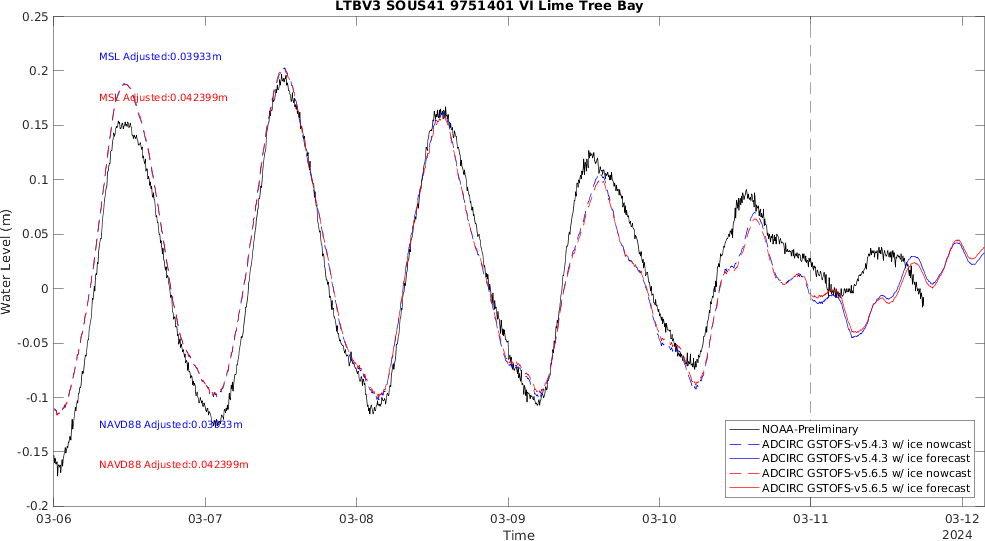 LTBV3 SOUS41 9751401 VI Lime Tree Bay
0.25
0.2
0.15
0.1
0.05
0
-0.05
-0.1
-0.15
-0.2
Water Level (m)
MSL Adjusted:0.03933m
MSL Adjusted:0.042399m
NAVD88 Adjusted:0.03933m
NAVD88 Adjusted:0.042399m
NOAA-Preliminary
ADCIRC GSTOFS-v5.4.3 w/ ice nowcast
ADCIRC GSTOFS-v5.4.3 w/ ice forecast
ADCIRC GSTOFS-v5.6.5 w/ ice nowcast
ADCIRC GSTOFS-v5.6.5 w/ ice forecast
03-06 03-07 03-08 03-09 03-10 03-11 03-12
2024
Time